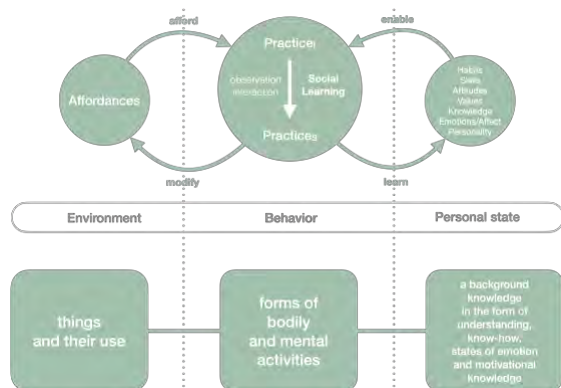 afford
enable
Practice₁
observation
interaction
Social
Learning
Practice₂
Affordances
Habits
Skills
Attitudes
Values
Knowledge
Emotions/Affect
Personality
modify
learn
Environment
Behavior
Personal state
things
and their use
forms of
bodily
and mental
activities
a background
knowledge
in the form of
understanding,
know-how,
states of emotion
and motivational
knowledge